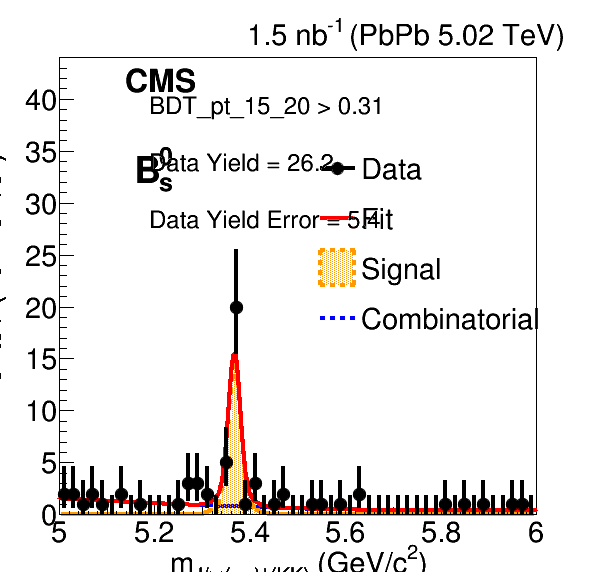 1.5 nb⁻¹ (PbPb 5.02 TeV)
CMS
BDT_pt_15_20 > 0.31
B⁰ₛ
Data Yield = 26.2
Data Yield Error = 5.4
Data
Fit
Signal
Combinatorial
40
35
30
25
20
15
10
5
0
5 5.2 5.4 5.6 5.8 6
(GeV/c²)